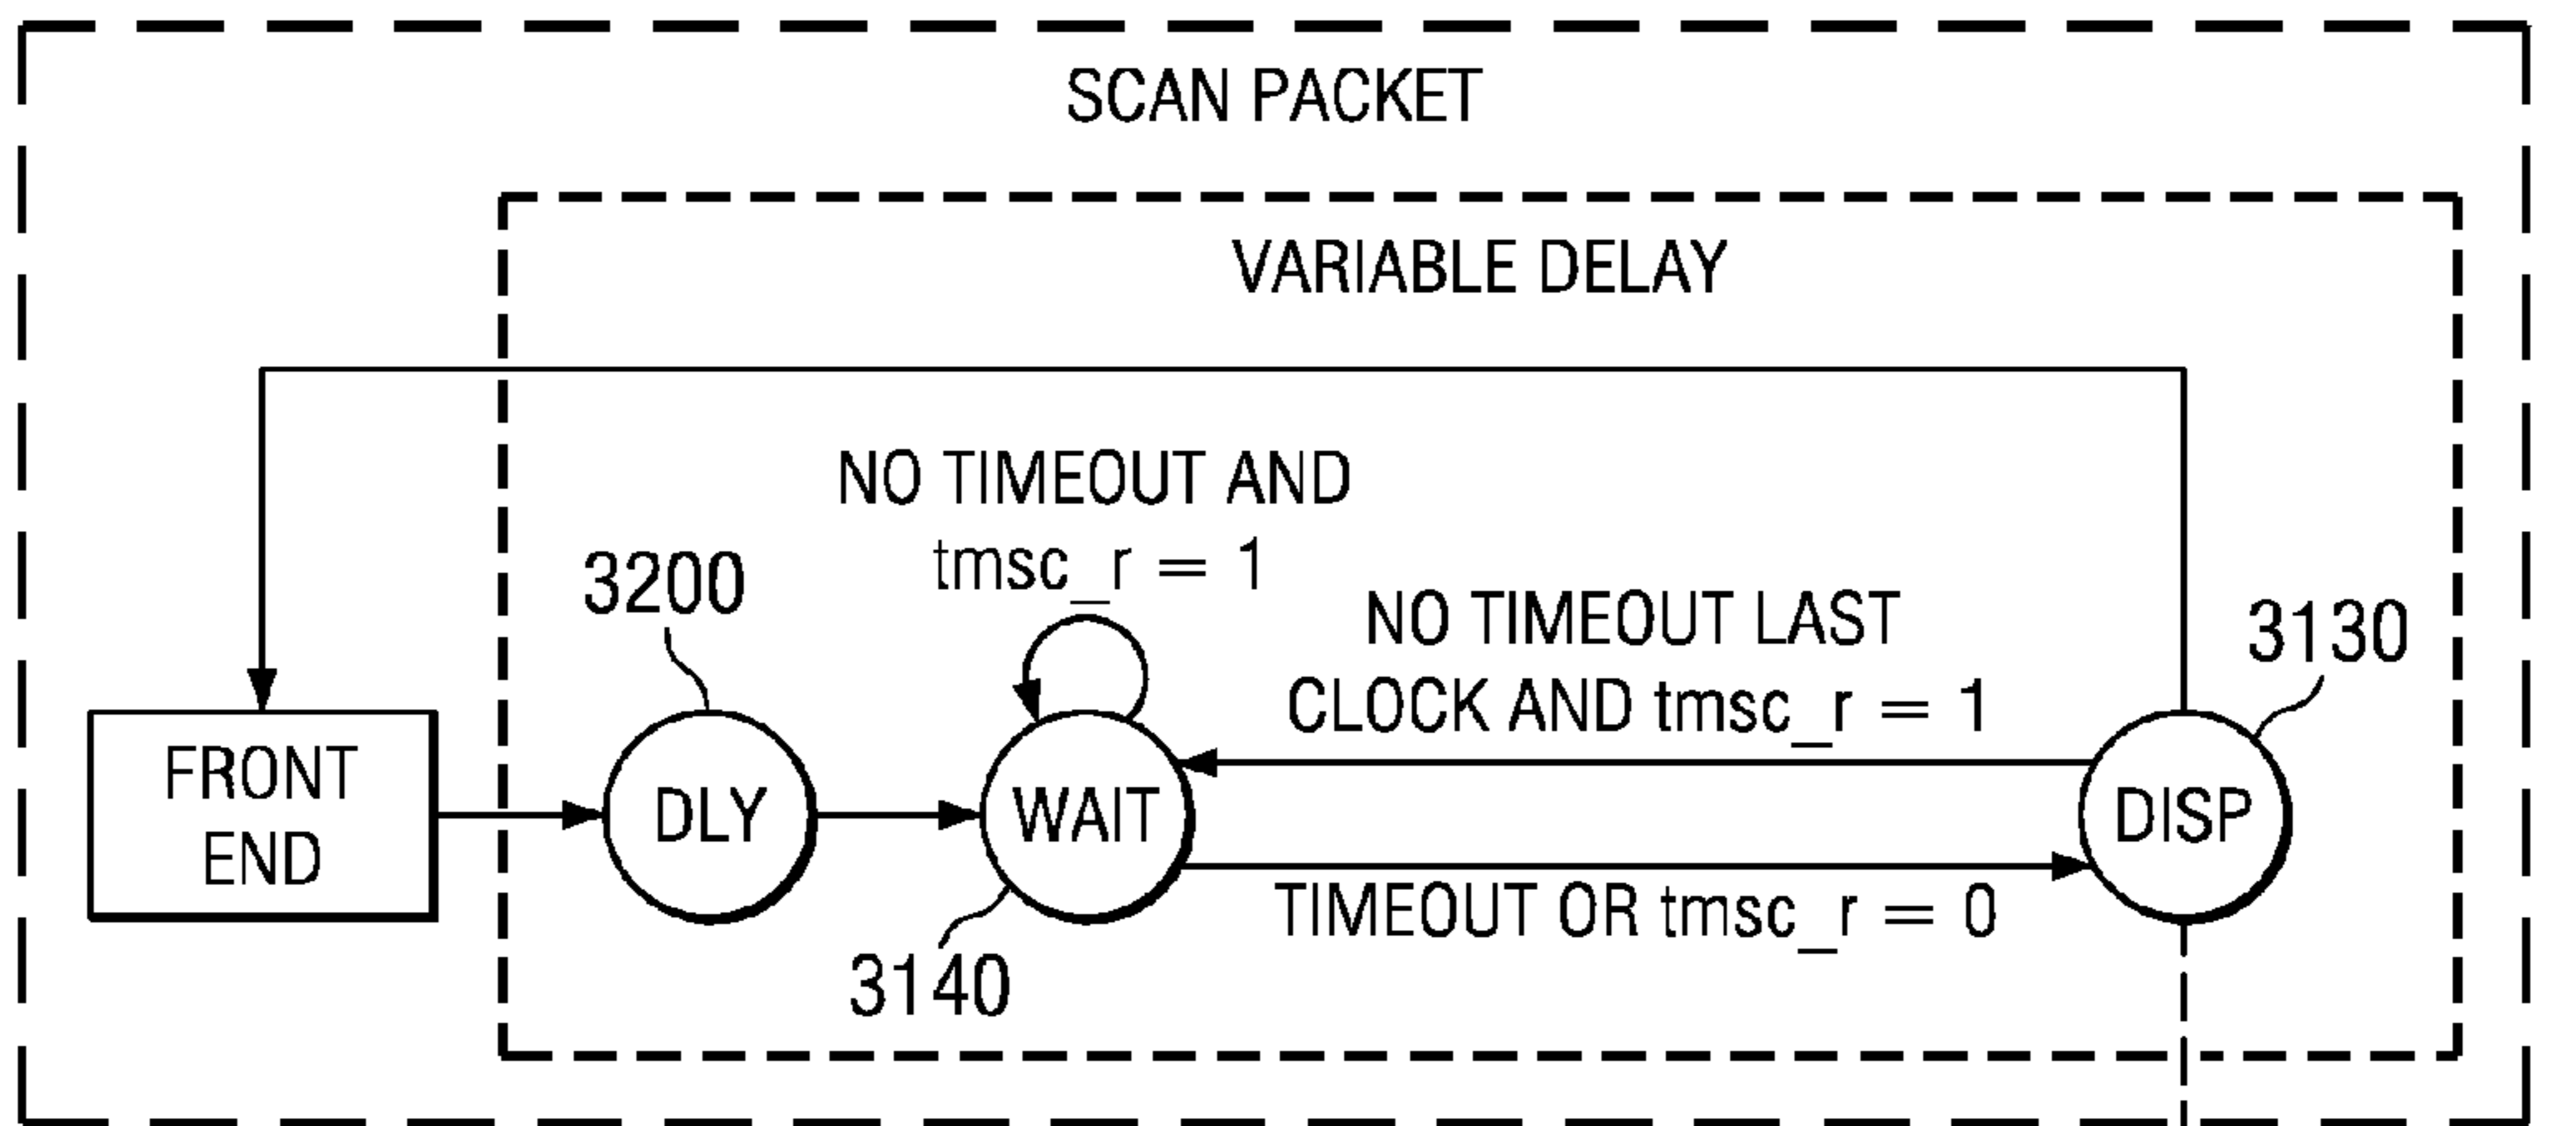 SCAN PACKET
VARIABLE DELAY
NO TIMEOUT AND
tmsc_r = 1
3200
NO TIMEOUT LAST
CLOCK AND tmsc_r = 1
3130
FRONT
END
DLY
WAIT
DISP
TIMEOUT OR tmsc_r = 0
3140